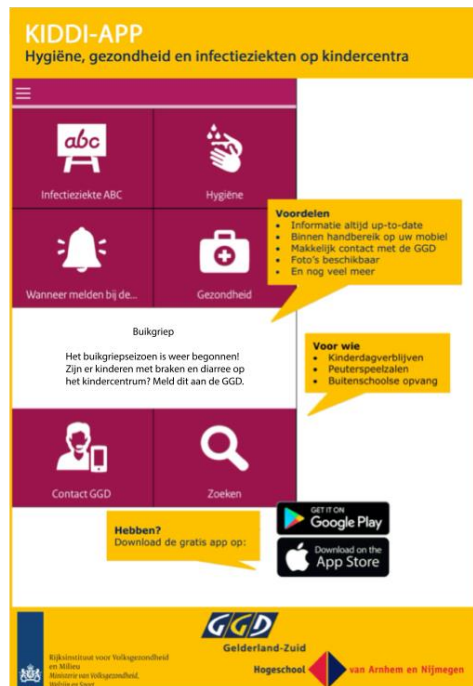 KIDDI-APP
Hygiëne, gezondheid en infectieziekten op kindercentra
abc
Infectieziekte ABC
Hygiëne
Wanneer melden bij de...
Gezondheid
Voordelen
• Informatie altijd up-to-date
• Binnen handbereik op uw mobiel
• Makkelijk contact met de GGD
• Foto's beschikbaar
• En nog veel meer
Buikgriep
Het buikgriepseizoen is weer begonnen!
Zijn er kinderen met braken en diarree op
het kindercentrum? Meld dit aan de GGD.
Voor wie
• Kinderdagverblijven
• Peuterspeelzalen
• Buitenschoolse opvang
Contact GGD
Zoeken
Hebben?
Download de gratis app op:
GET IT ON
Google Play
Download on the
App Store
GGD
Gelderland-Zuid
Rijksinstituut voor Volksgezondheid
en Milieu
Ministerie van Volksgezondheid,
Welzijn en Sport
Hogeschool van Arnhem en Nijmegen